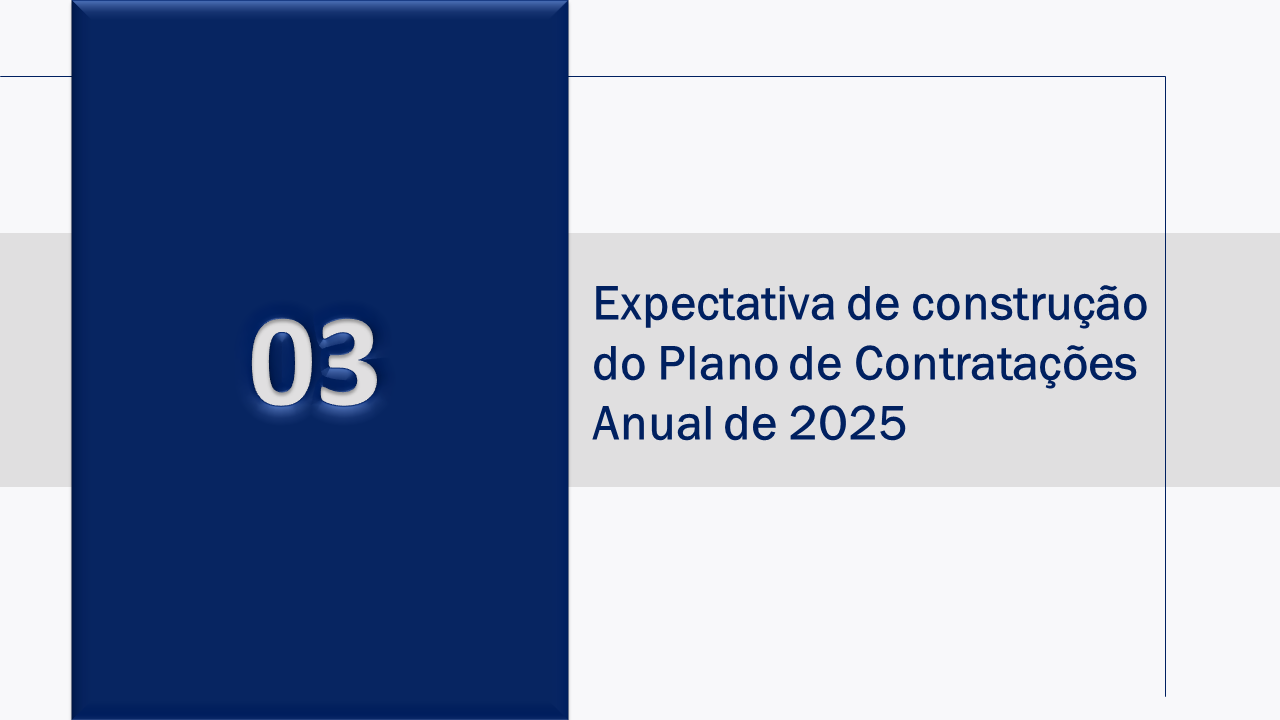 03
Expectativa de construção
do Plano de Contratações
Anual de 2025